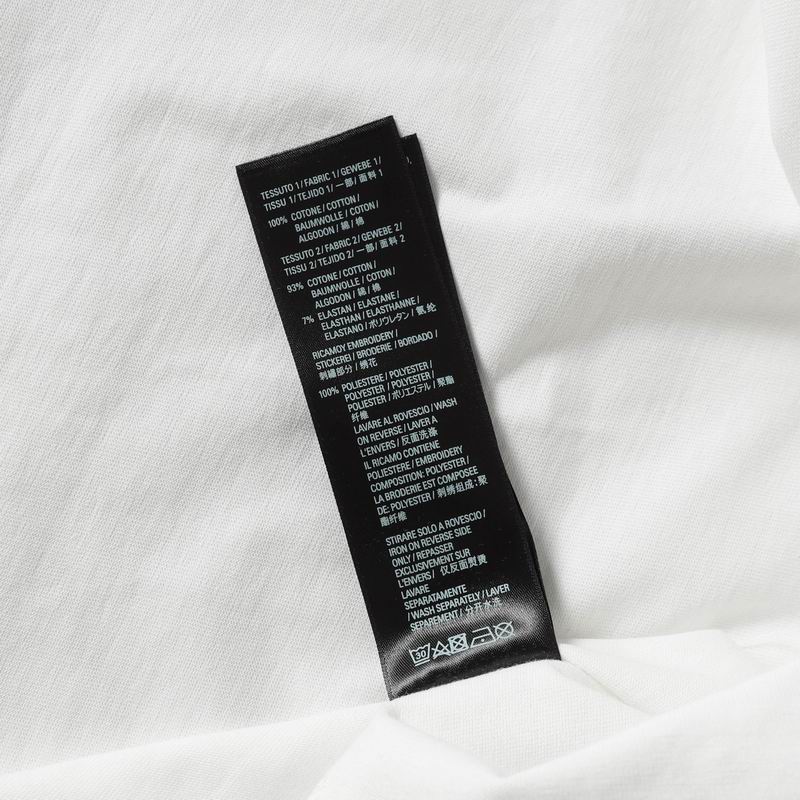 TESSUTO 1/ FABRIC 1/ GEWEBE 1/
TISSU 1/ TEJIDO 1/ 一部/ 面料 1
100% COTONE / COTTON /
BAUMWOLLE / COTON /
ALGODON / 綿/ 棉
TESSUTO 2/ FABRIC 2/ GEWEBE 2/
TISSU 2/ TEJIDO 2/ 一部/ 面料 2
93% COTONE / COTTON /
BAUMWOLLE / COTON /
ALGODON / 綿/ 棉
7% ELASTAN / ELASTANE /
ELASTHAN / ELASTHANNE /
ELASTANO / ポリウレタン / 氨纶
RICAMOY EMBROIDERY /
STICKEREI / BRODERIE / BORDADO /
刺繍部分 / 绣花
100% POLIESTERE / POLYESTER /
POLYESTER / POLYESTER /
POLIESTER / ポリエステル / 聚酯
纤维
LAVARE AL ROVESCIO / WASH
ON REVERSE / LAVER A
L'ENVERS / 反面洗涤
IL RICAMO CONTIENE
POLIESTERE / EMBROIDERY
COMPOSITION: POLYESTER /
LA BRODERIE EST COMPOSEE
DE: POLYESTER / 刺绣组成: 聚
酯纤维
STIRARE SOLO A ROVESCIO /
IRON ON REVERSE SIDE
ONLY / REPASSER
EXCLUSIVEMENT SUR
L'ENVERS / 仅反面熨烫
LAVARE
SEPARATAMENTE
/ WASH SEPARATELY / LAVER
SEPAREMENT / 分开水洗
30